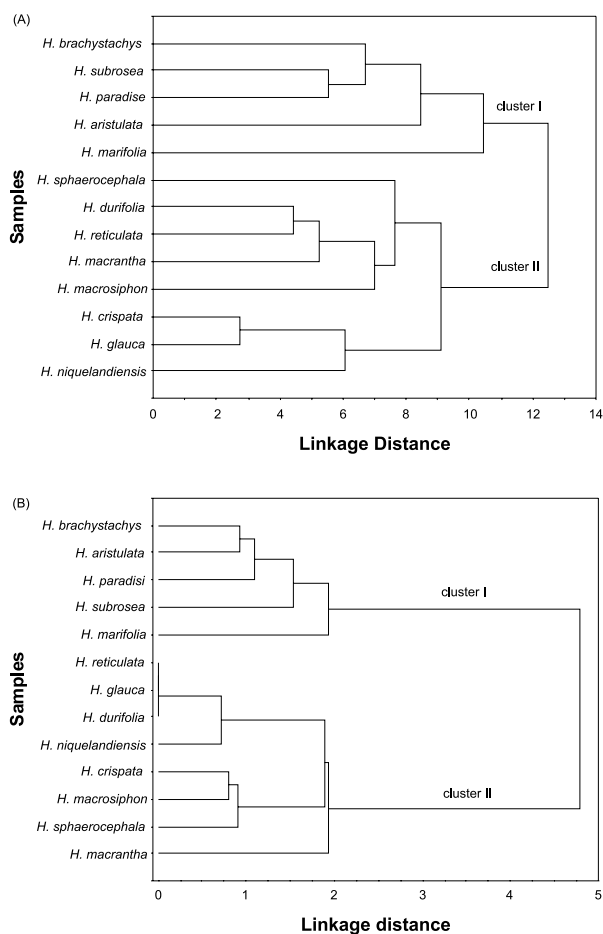 (A)
H. brachystachys
H. subrosea
H. paradise
H. aristulata
H. marifolia
H. sphaerocephala
H. durifolia
H. reticulata
H. macrantha
H. macrosiphon
H. crispata
H. glauca
H. niquelandiensis
Samples
cluster I
cluster II
0 2 4 6 8 10 12 14
Linkage Distance
(B)
H. brachystachys
H. aristulata
H. paradisi
H. subrosea
H. marifolia
H. reticulata
H. glauca
H. durifolia
H. niquelandiensis
H. crispata
H. macrosiphon
H. sphaerocephala
H. macrantha
Samples
cluster I
cluster II
0 1 2 3 4 5
Linkage distance